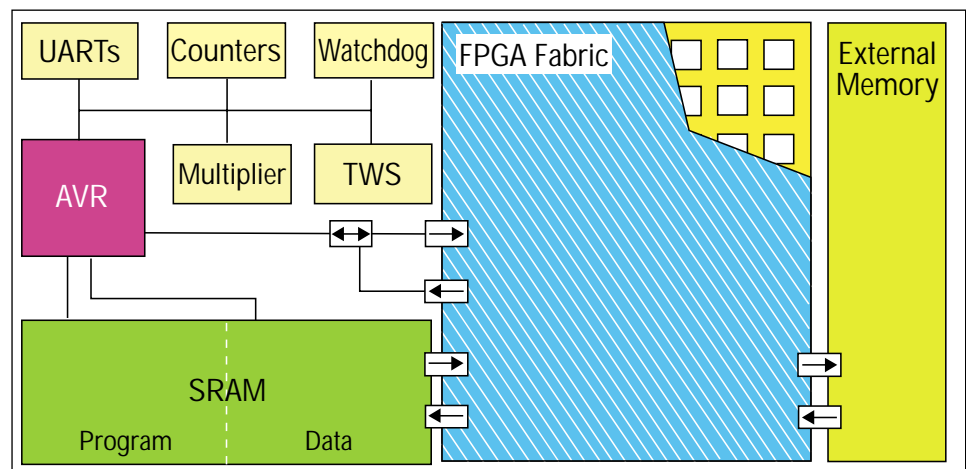 UARTs
Counters
Watchdog
FPGA Fabric
External
Memory
AVR
Multiplier
TWS
SRAM
Program
Data